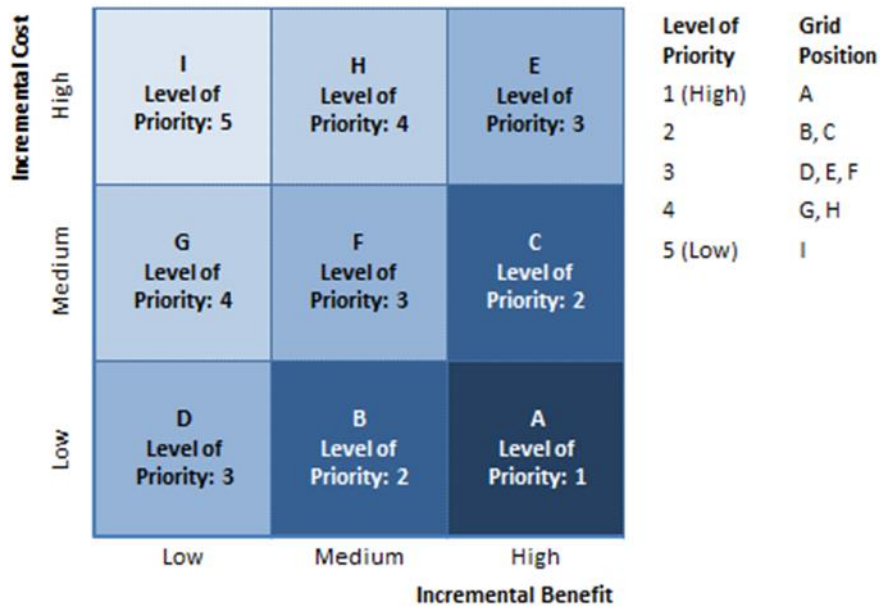 Incremental Cost
High
Medium
Low
I
Level of
Priority: 5
H
Level of
Priority: 4
E
Level of
Priority: 3
G
Level of
Priority: 4
F
Level of
Priority: 3
C
Level of
Priority: 2
D
Level of
Priority: 3
B
Level of
Priority: 2
A
Level of
Priority: 1
Low Medium High
Incremental Benefit
Level of Grid
Priority Position
1 (High) A
2 B, C
3 D, E, F
4 G, H
5 (Low) I